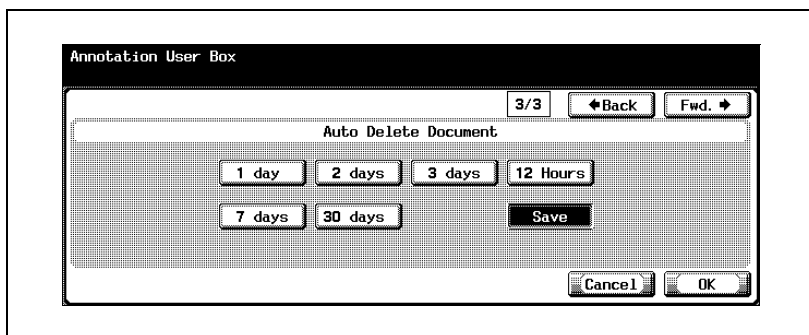 Annotation User Box
3/3 ←Back Fwd. →
Auto Delete Document
1 day 2 days 3 days 12 Hours
7 days 30 days Save
Cancel OK